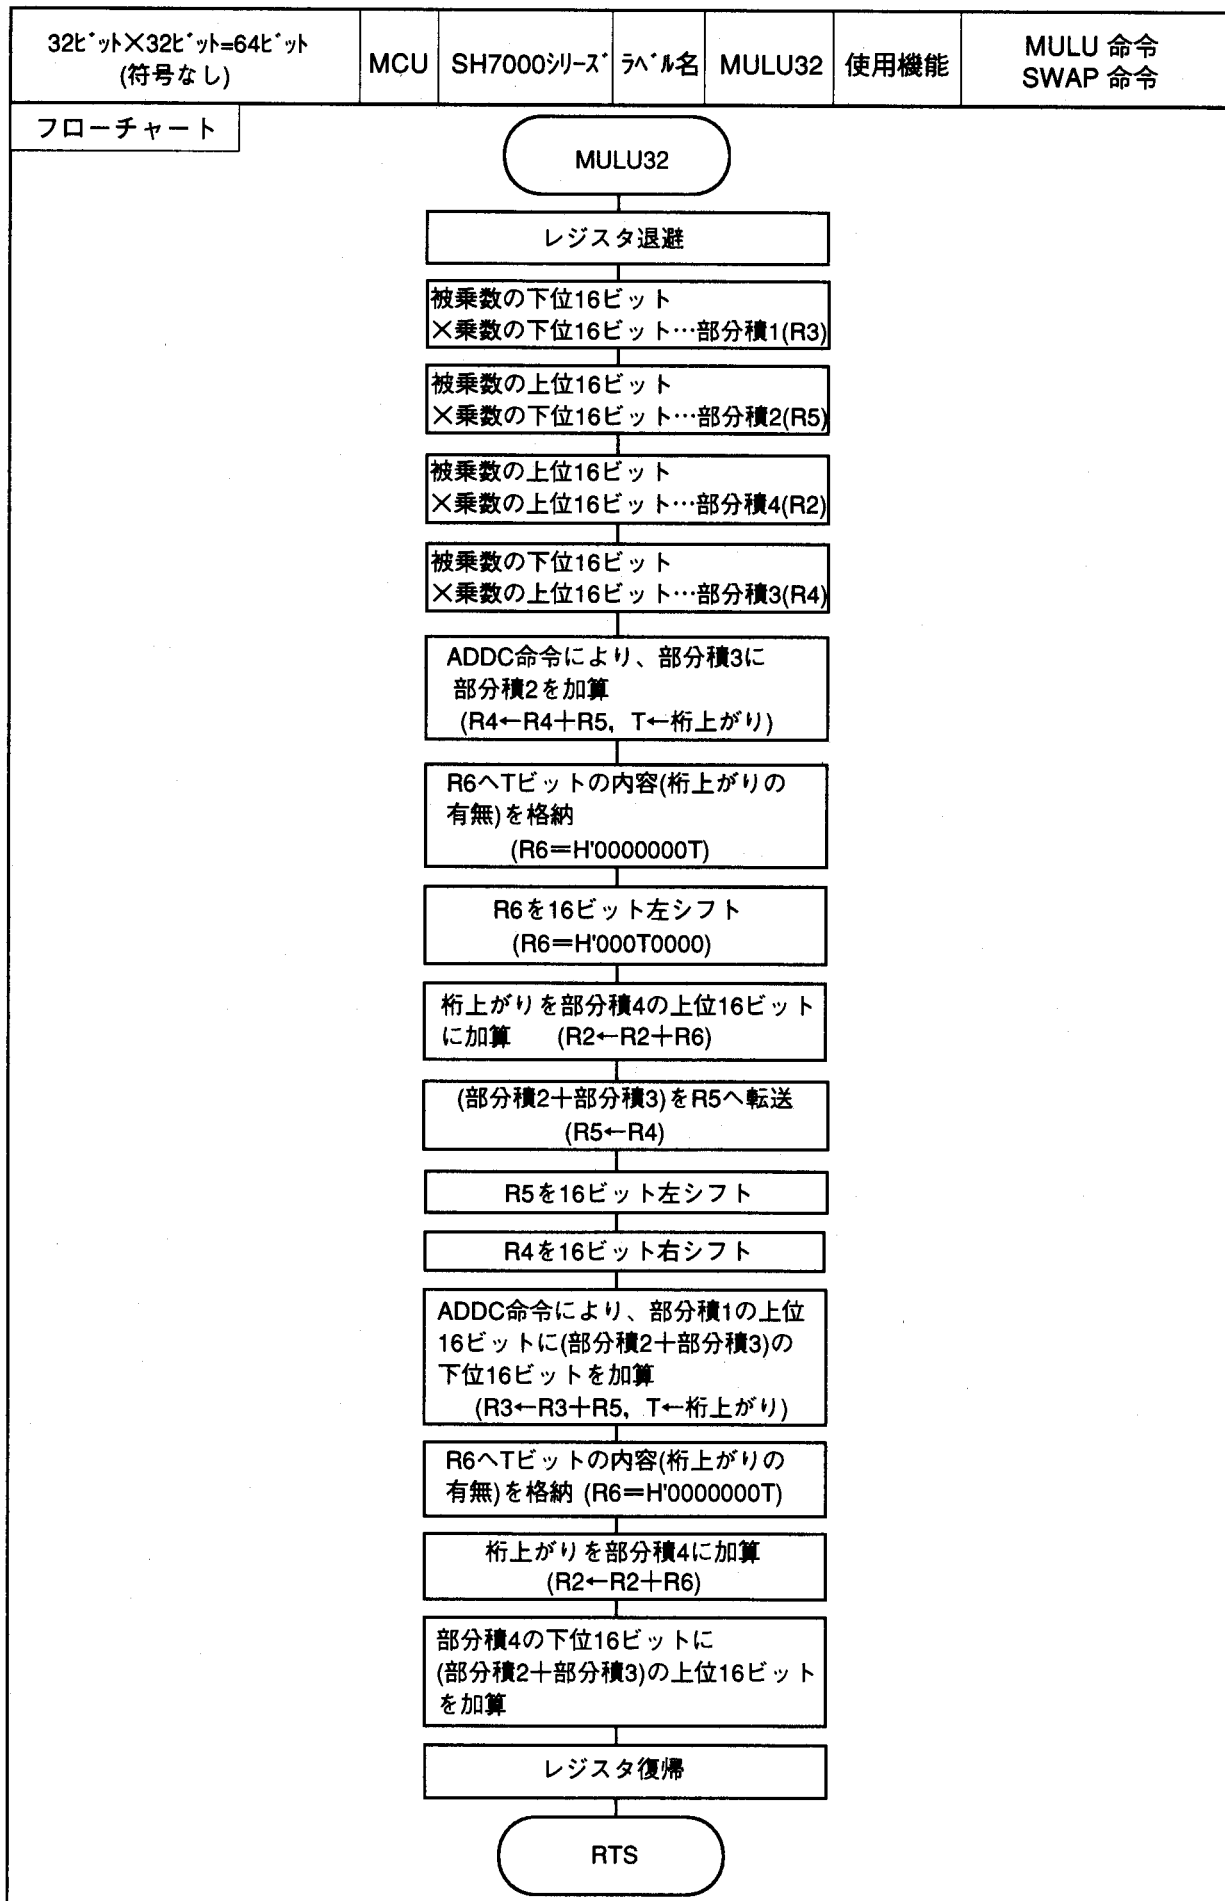 32ﾋﾞｯﾄ×32ﾋﾞｯﾄ=64ﾋﾞｯﾄ
(符号なし)
MCU
SH7000ｼﾘｰｽﾞ
ﾗﾍﾞﾙ名
MULU32
使用機能
MULU 命令
SWAP 命令
フローチャート
MULU32
レジスタ退避
被乗数の下位16ビット
×乗数の下位16ビット…部分積1(R3)
被乗数の上位16ビット
×乗数の下位16ビット…部分積2(R5)
被乗数の上位16ビット
×乗数の上位16ビット…部分積4(R2)
被乗数の下位16ビット
×乗数の上位16ビット…部分積3(R4)
ADDC命令により、部分積3に
部分積2を加算
(R4←R4+R5, T←桁上がり)
R6へTビットの内容(桁上がりの
有無)を格納
(R6=H'0000000T)
R6を16ビット左シフト
(R6=H'000T0000)
桁上がりを部分積4の上位16ビット
に加算 (R2←R2+R6)
(部分積2+部分積3)をR5へ転送
(R5←R4)
R5を16ビット左シフト
R4を16ビット右シフト
ADDC命令により、部分積1の上位
16ビットに(部分積2+部分積3)の
下位16ビットを加算
(R3←R3+R5, T←桁上がり)
R6へTビットの内容(桁上がりの
有無)を格納 (R6=H'0000000T)
桁上がりを部分積4に加算
(R2←R2+R6)
部分積4の下位16ビットに
(部分積2+部分積3)の上位16ビット
を加算
レジスタ復帰
RTS